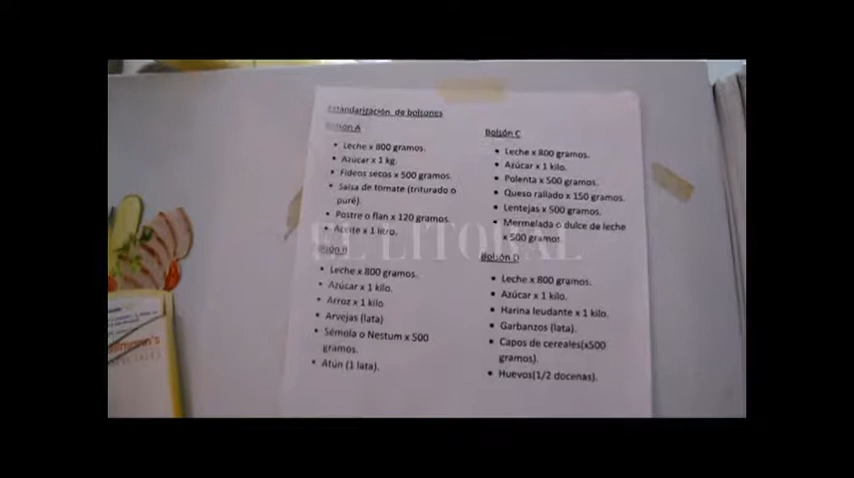 Estandarización de bolsones
Bolsón A
Leche x 800 gramos.
Azúcar x 1 kg.
Fideos secos x 500 gramos.
Salsa de tomate (triturado o
puré).
Postre o flan x 120 gramos.
Aceite x 1 litro.
Bolsón B
Leche x 800 gramos.
Azúcar x 1 kilo.
Arroz x 1 kilo
Arvejas (lata)
Sémola o Nestum x 500
gramos.
Atún (1 lata).
Bolsón C
Leche x 800 gramos.
Azúcar x 1 kilo.
Polenta x 500 gramos.
Queso rallado x 150 gramos.
Lentejas x 500 gramos.
Mermelada o dulce de leche
x 500 gramos.
Bolsón D
Leche x 800 gramos.
Azúcar x 1 kilo.
Harina leudante x 1 kilo.
Garbanzos (lata).
Capos de cereales(x500
gramos).
Huevos(1/2 docenas).
EL LITORAL